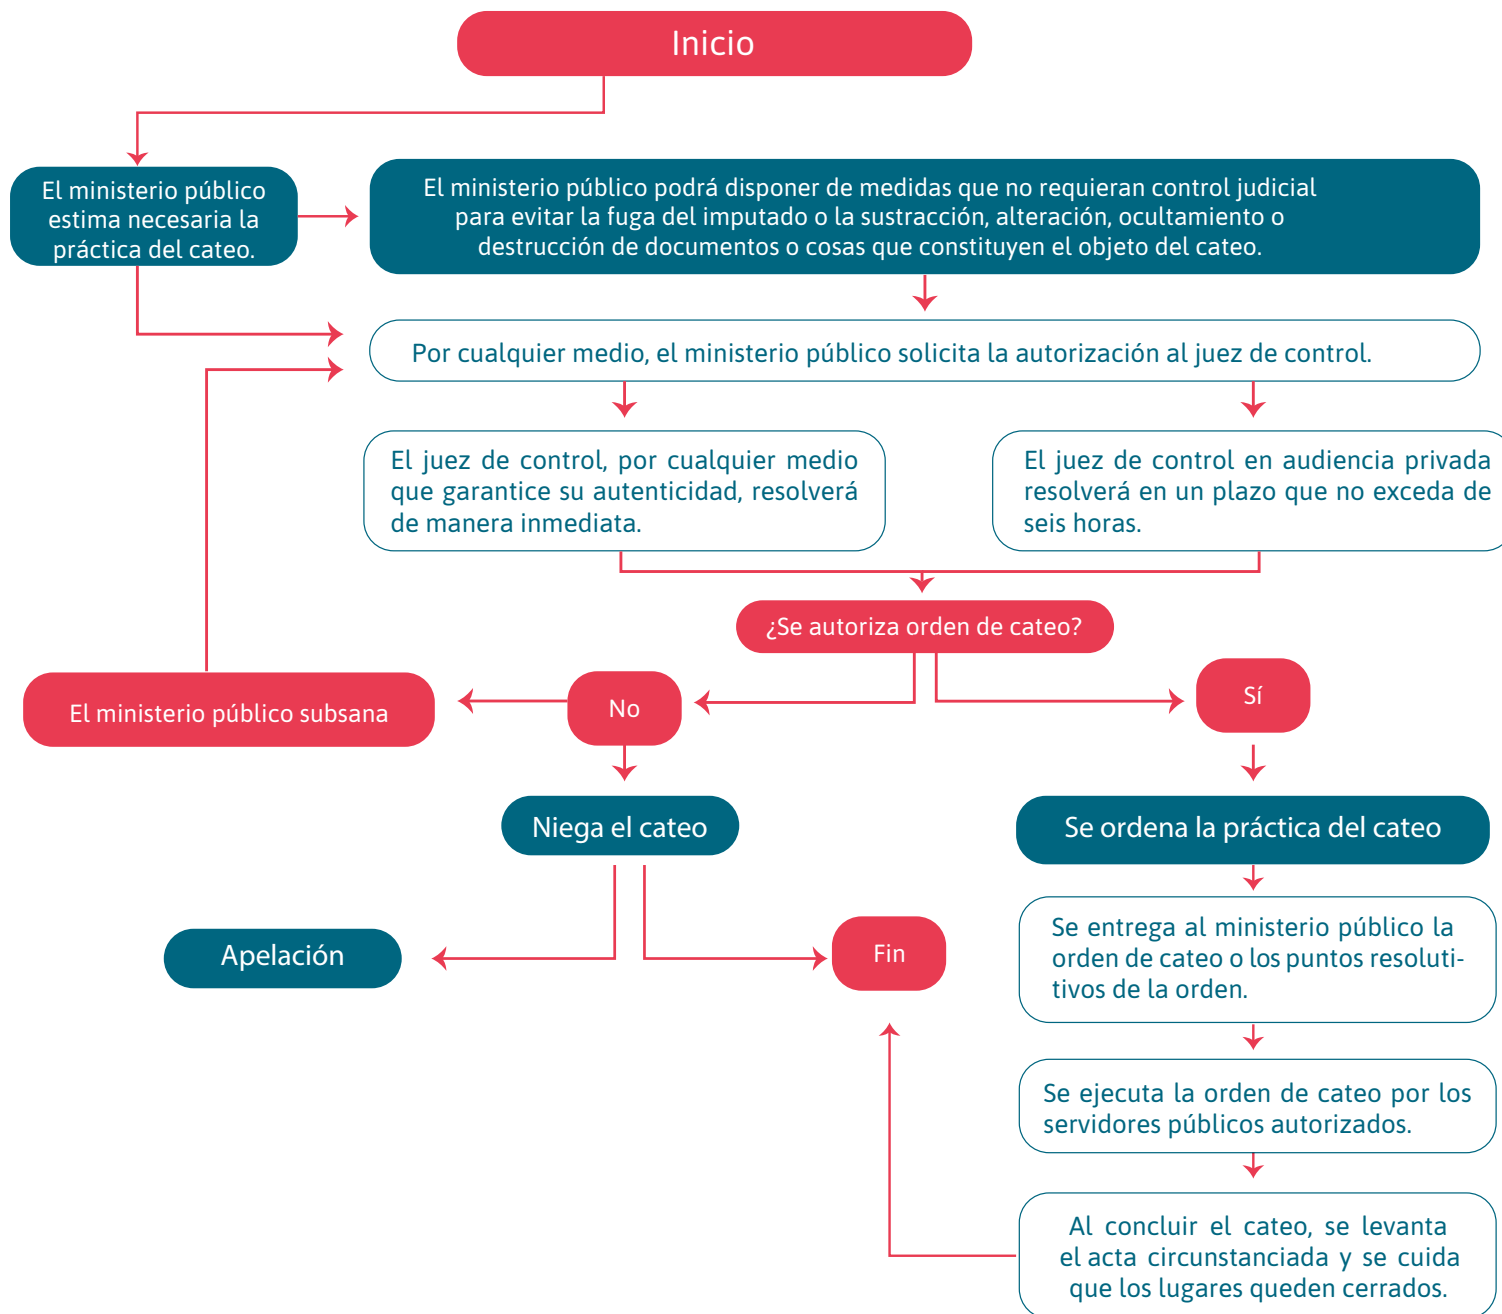 Inicio
El ministerio público
estima necesaria la
práctica del cateo.
El ministerio público podrá disponer de medidas que no requieran control judicial
para evitar la fuga del imputado o la sustracción, alteración, ocultamiento o
destrucción de documentos o cosas que constituyen el objeto del cateo.
Por cualquier medio, el ministerio público solicita la autorización al juez de control.
El juez de control, por cualquier medio
que garantice su autenticidad, resolverá
de manera inmediata.
El juez de control en audiencia privada
resolverá en un plazo que no exceda de
seis horas.
¿Se autoriza orden de cateo?
El ministerio público subsana
No
Sí
Niega el cateo
Se ordena la práctica del cateo
Apelación
Fin
Se entrega al ministerio público la
orden de cateo o los puntos resoluti-
tivos de la orden.
Se ejecuta la orden de cateo por los
servidores públicos autorizados.
Al concluir el cateo, se levanta
el acta circunstanciada y se cuida
que los lugares queden cerrados.